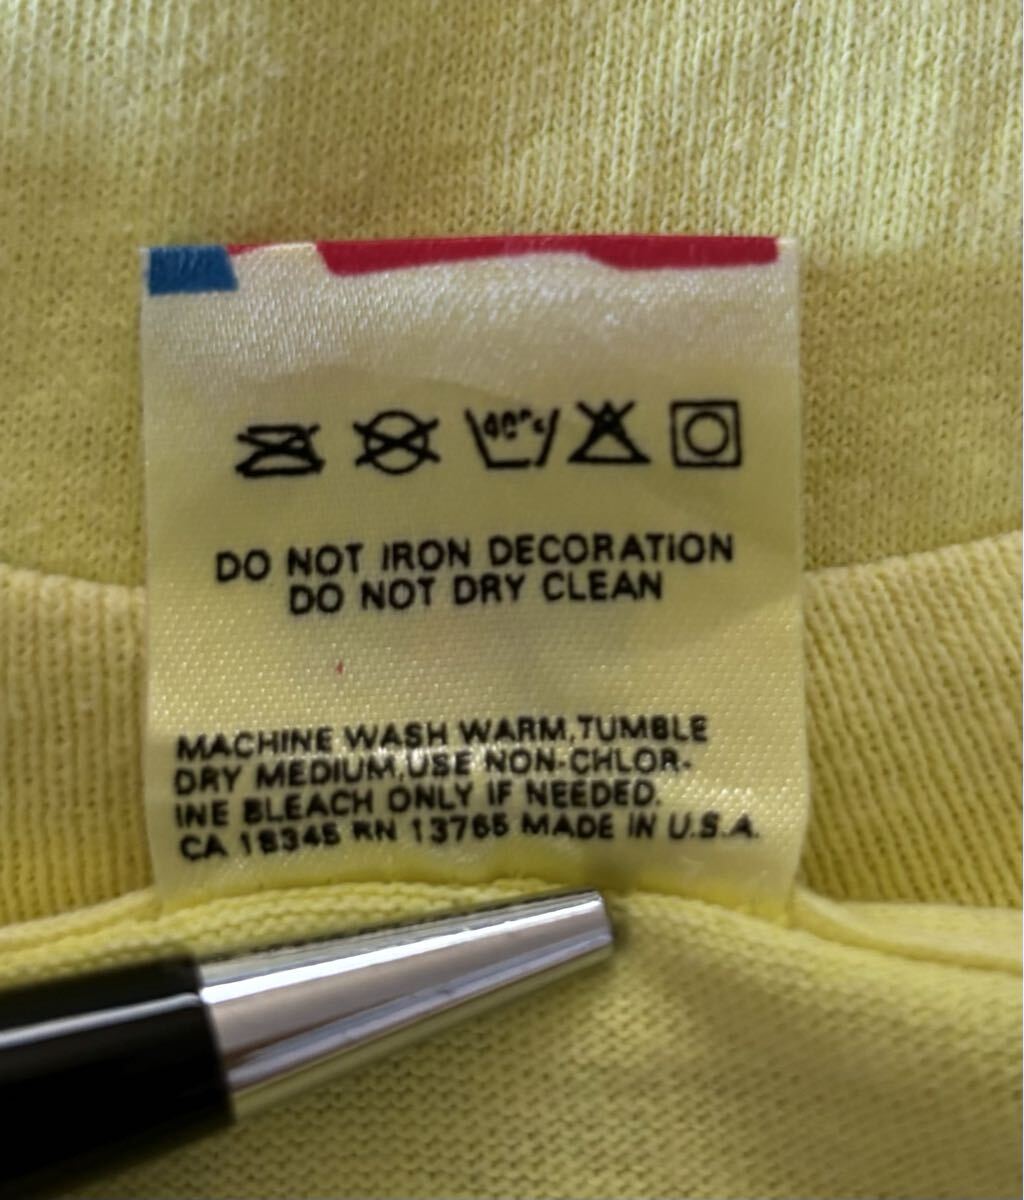 40°c
DO NOT IRON DECORATION
DO NOT DRY CLEAN
MACHINE WASH WARM,TUMBLE
DRY MEDIUM,USE NON-CHLOR-
INE BLEACH ONLY IF NEEDED.
CA 18345 RN 13765 MADE IN U.S.A.